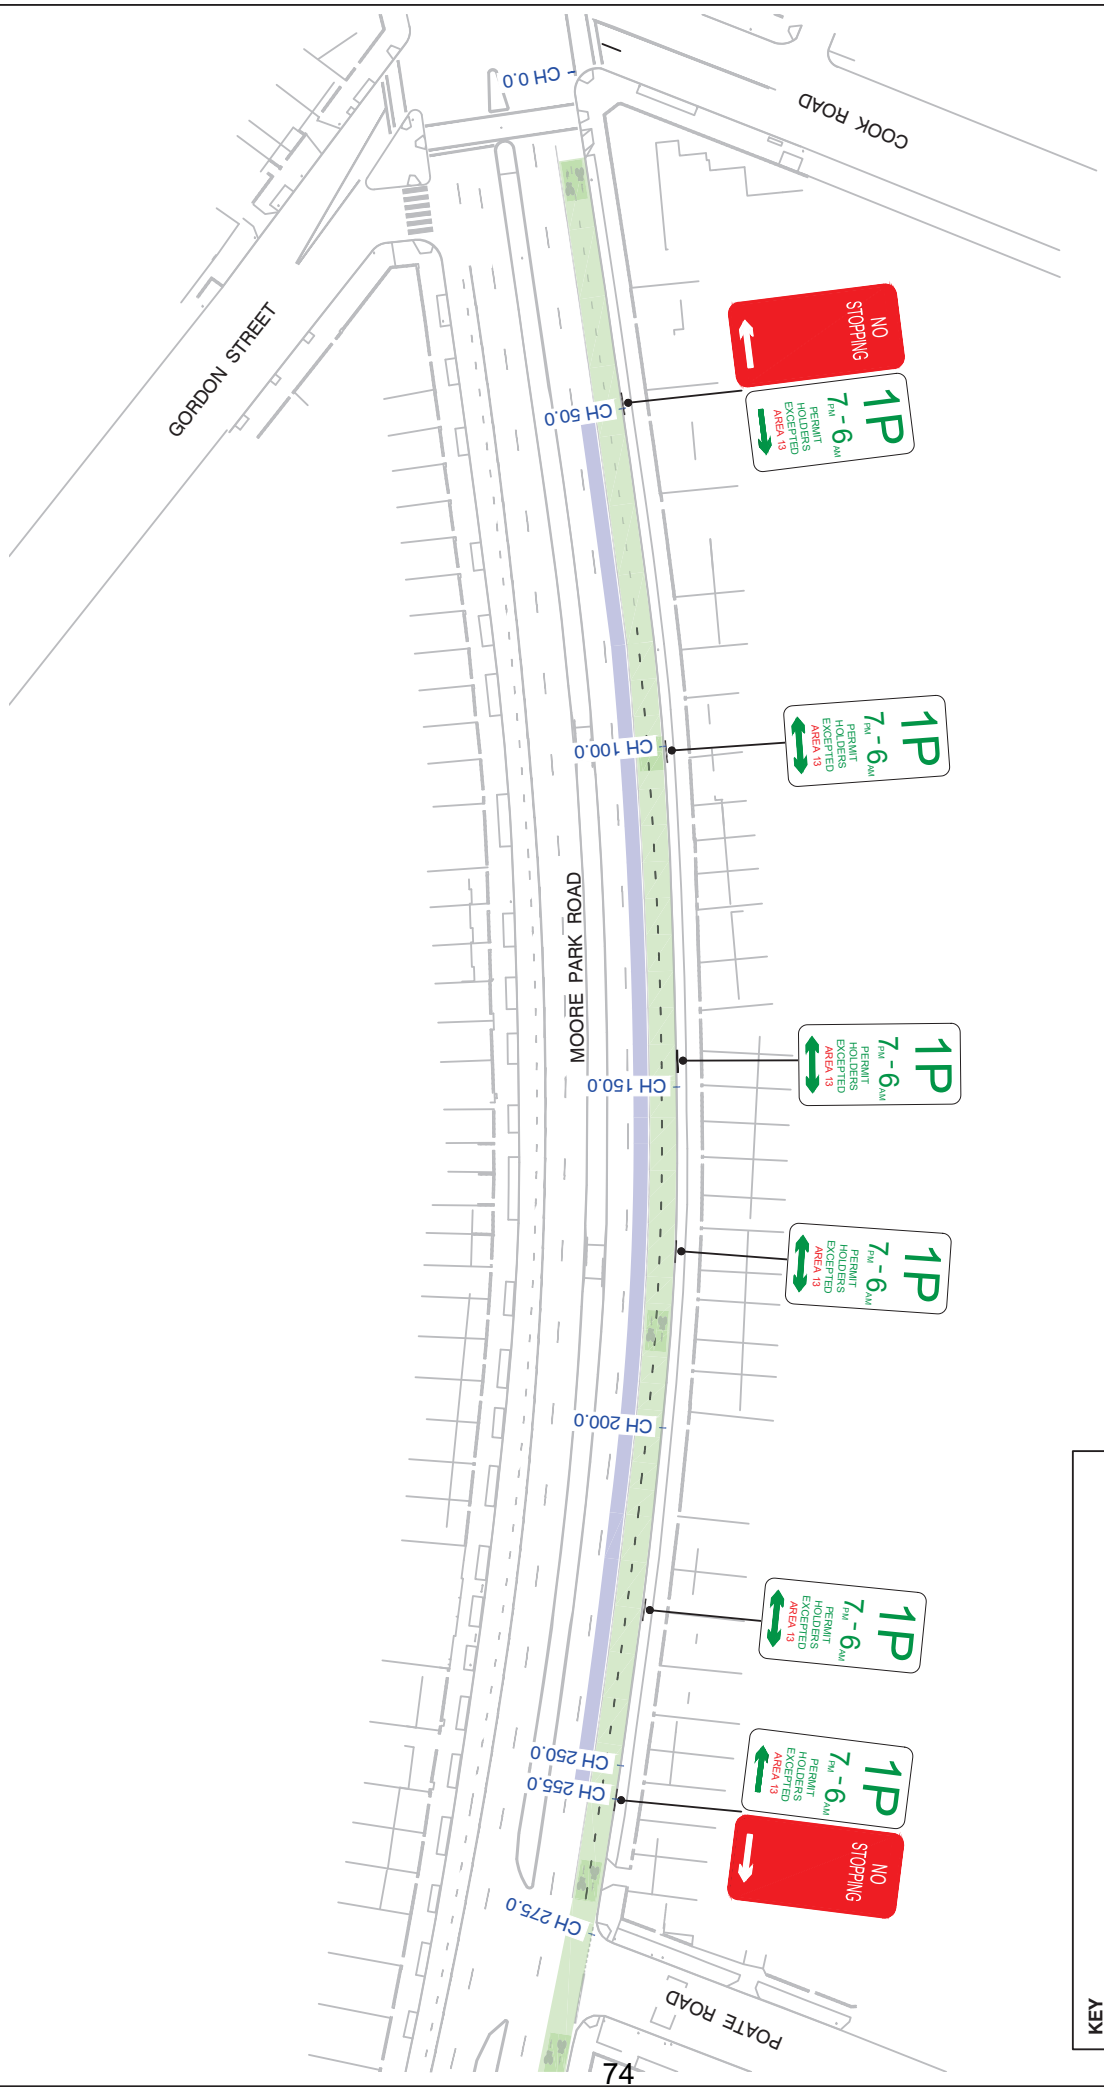 CH 0.0
COOK ROAD
GORDON STREET
NO
STOPPING
CH 50.0
1P
7PM - 6AM
PERMIT
HOLDERS
EXCEPTED
AREA 13
CH 100.0
1P
7PM - 6AM
PERMIT
HOLDERS
EXCEPTED
AREA 13
MOORE PARK ROAD
CH 150.0
1P
7PM - 6AM
PERMIT
HOLDERS
EXCEPTED
AREA 13
1P
7PM - 6AM
PERMIT
HOLDERS
EXCEPTED
AREA 13
CH 200.0
1P
7PM - 6AM
PERMIT
HOLDERS
EXCEPTED
AREA 13
CH 250.0
CH 255.0
1P
7PM - 6AM
PERMIT
HOLDERS
EXCEPTED
AREA 13
NO
STOPPING
CH 275.0
POATE ROAD
KEY
74